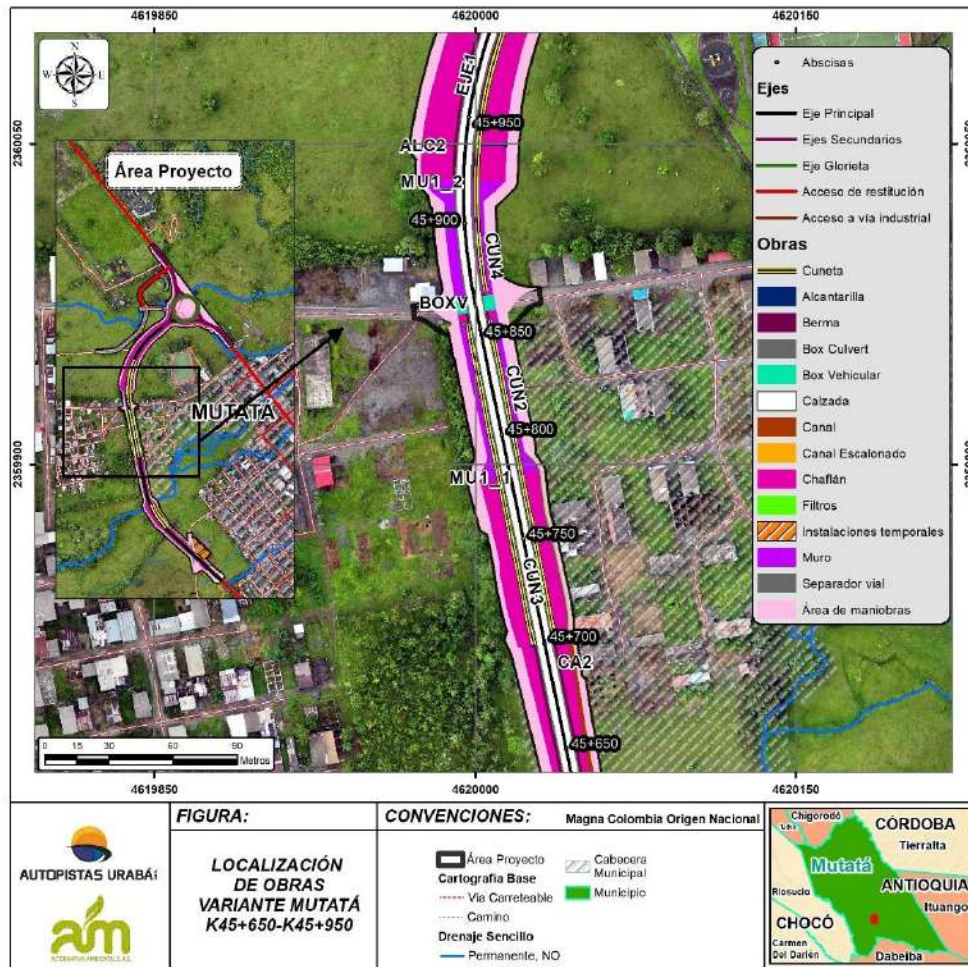 4619850
4620000
4620150
N
W
E
S
2360050
2360050
2359900
Área Proyecto
MUTATÁ
EJE1
45+950
ALC2
MU1_2
45+900
CUN4
BOXV
45+850
CUN2
45+800
MU1_1
45+750
CUN3
45+700
CA2
45+650
Abscisas
Ejes
Eje Principal
Ejes Secundarios
Eje Glorieta
Acceso de restitución
Acceso a vía industrial
Obras
Cuneta
Alcantarilla
Berma
Box Culvert
Box Vehicular
Calzada
Canal
Canal Escalonado
Chaflán
Filtros
Instalaciones temporales
Muro
Separador vial
Área de maniobras
0 15 30 60 90
Metros
4619850
4620000
4620150
AUTOPISTAS URABÁ
FIGURA:
LOCALIZACIÓN
DE OBRAS
VARIANTE MUTATÁ
K45+650-K45+950
CONVENCIONES:
Magna Colombia Origen Nacional
Área Proyecto
Cartografía Base
Vía Carreteable
Camino
Drenaje Sencillo
Permanente, NO
Cabecera
Municipal
Municipio
Chigorodó
CÓRDOBA
Tierralta
Mutatá
Riosucio
ANTIOQUIA
Ituango
CHOCÓ
Carmen
Del Darién
Dabeiba